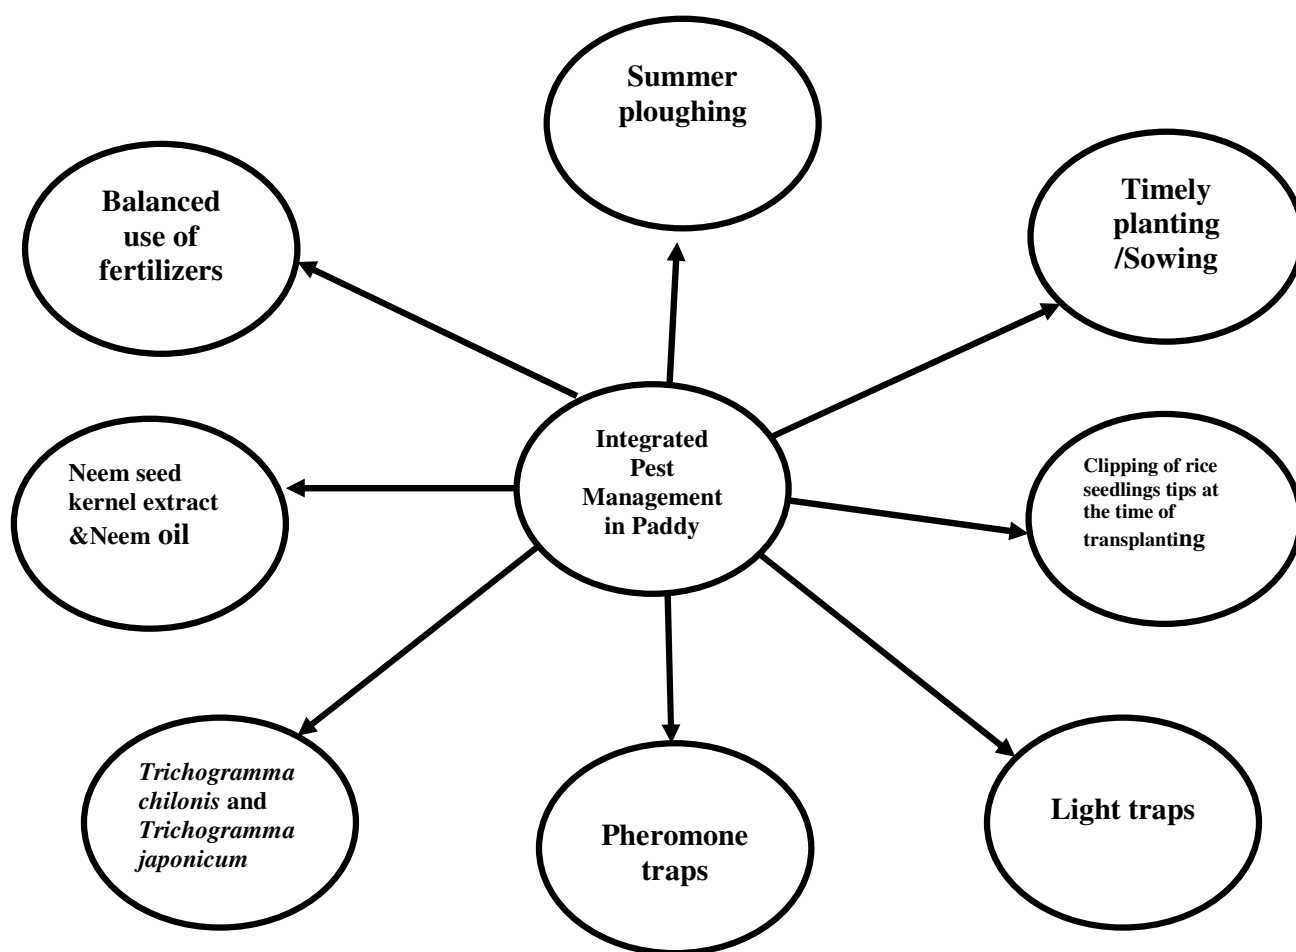 Summer
ploughing
Balanced
use of
fertilizers
Timely
planting
/Sowing
Integrated
Pest
Management
in Paddy
Neem seed
kernel extract
&Neem oil
Clipping of rice
seedlings tips at
the time of
transplanting
Trichogramma
chilonis and
Trichogramma
japonicum
Pheromone
traps
Light traps